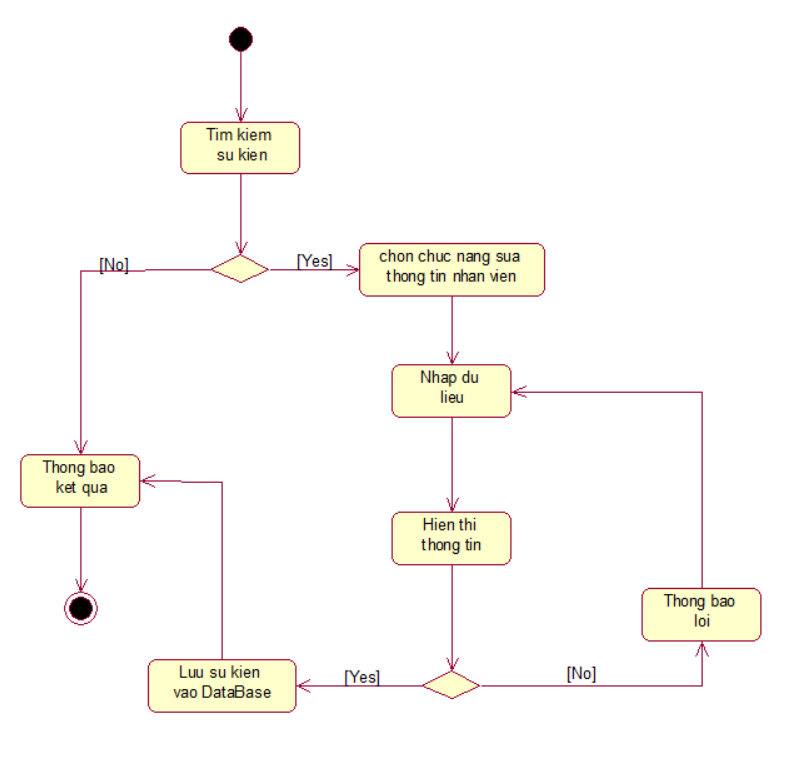 Tim kiem
su kien
[No]
[Yes]
chon chuc nang sua
thong tin nhan vien
Nhap du
lieu
Thong bao
ket qua
Hien thi
thong tin
Thong bao
loi
Luu su kien
vao DataBase
[Yes]
[No]